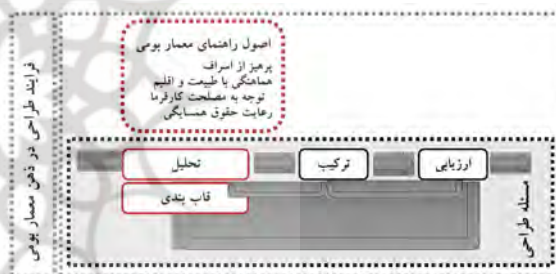 اصول راهنمای معمار بومی
پرهیز از اسراف
هماهنگی با طبیعت و اقلیم
توجه به مصلحت کارفرما
رعایت حقوق همسایگی
تحلیل
ترکیب
ارزیابی
قاب بندی
مسئله طراحی
فرایند طراحی در ذهن معمار بومی